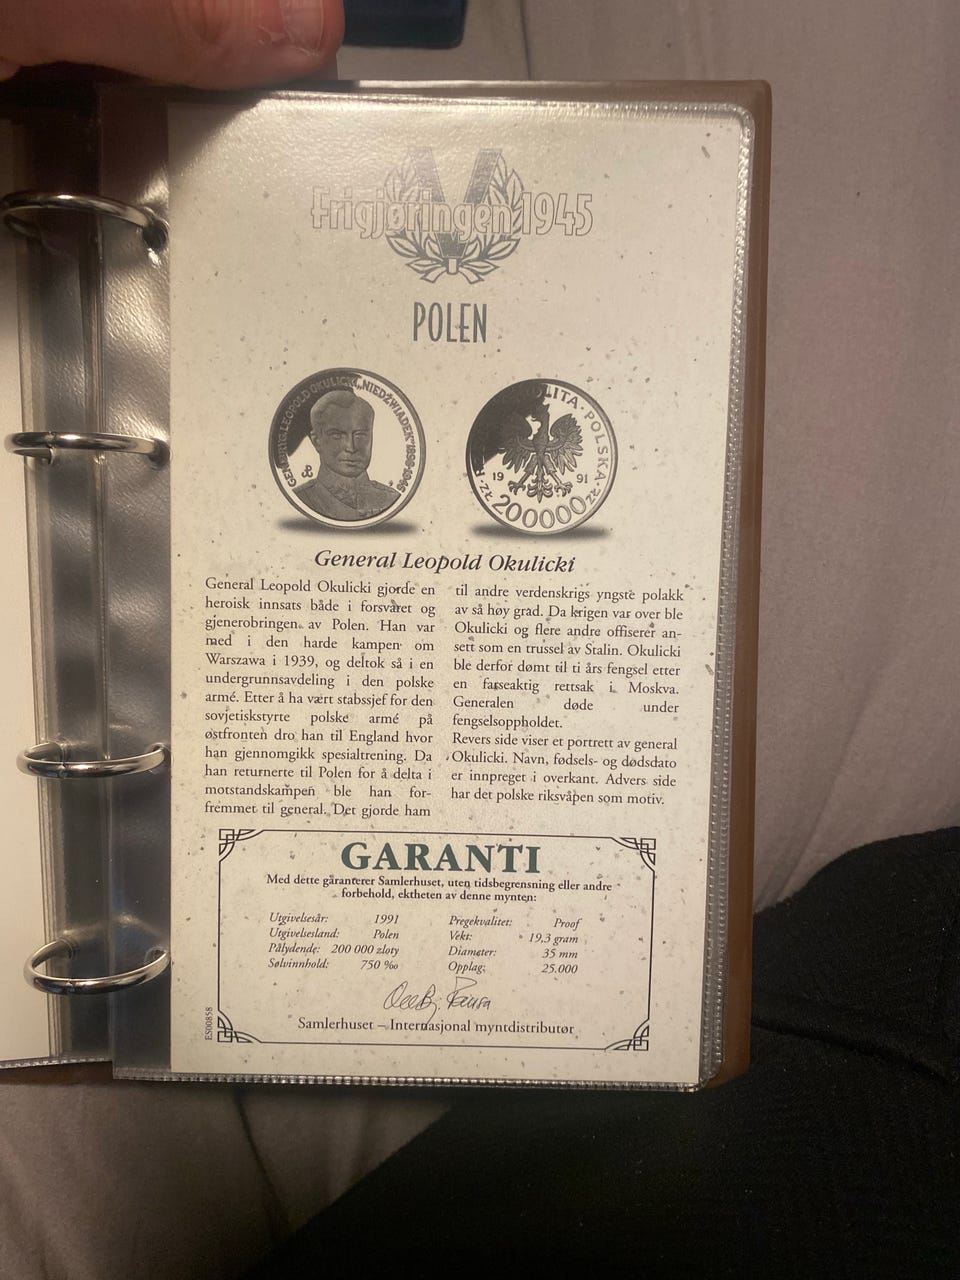 Frigjøringen 1945
POLEN
GEN.BRYG. LEOPOLD OKULICKI „NIEDŹWIADEK" 1898-1946
LITA · POLSKA
19 91
ZŁ 200000 ZŁ
General Leopold Okulicki
General Leopold Okulicki gjorde en
heroisk innsats både i forsvaret og
gjenerobringen av Polen. Han var
med i den harde kampen om
Warszawa i 1939, og deltok så i en
undergrunnsavdeling i den polske
armé. Etter å ha vært stabssjef for den
sovjetiskstyrte polske armé på
østfronten dro han til England hvor
han gjennomgikk spesialtrening. Da
han returnerte til Polen for å delta i
motstandskampen ble han for-
fremmet til general. Det gjorde ham
til andre verdenskrigs yngste polakk
av så høy grad. Da krigen var over ble
Okulicki og flere andre offiserer an-
sett som en trussel av Stalin. Okulicki
ble derfor dømt til ti års fengsel etter
en farseaktig rettsak i Moskva.
Generalen døde under
fengselsoppholdet.
Revers side viser et portrett av general
Okulicki. Navn, fødsels- og dødsdato
er innpreget i overkant. Advers side
har det polske riksvåpen som motiv.
GARANTI
Med dette garanterer Samlerhuset, uten tidsbegrensning eller andre
forbehold, ektheten av denne mynten:
Utgivelsesår: 1991
Utgivelsesland: Polen
Pålydende: 200 000 zloty
Sølvinnhold: 750 ‰
Pregekvalitet: Proof
Vekt: 19,3 gram
Diameter: 35 mm
Opplag: 25.000
Samlerhuset – Internasjonal myntdistributør
ES00858